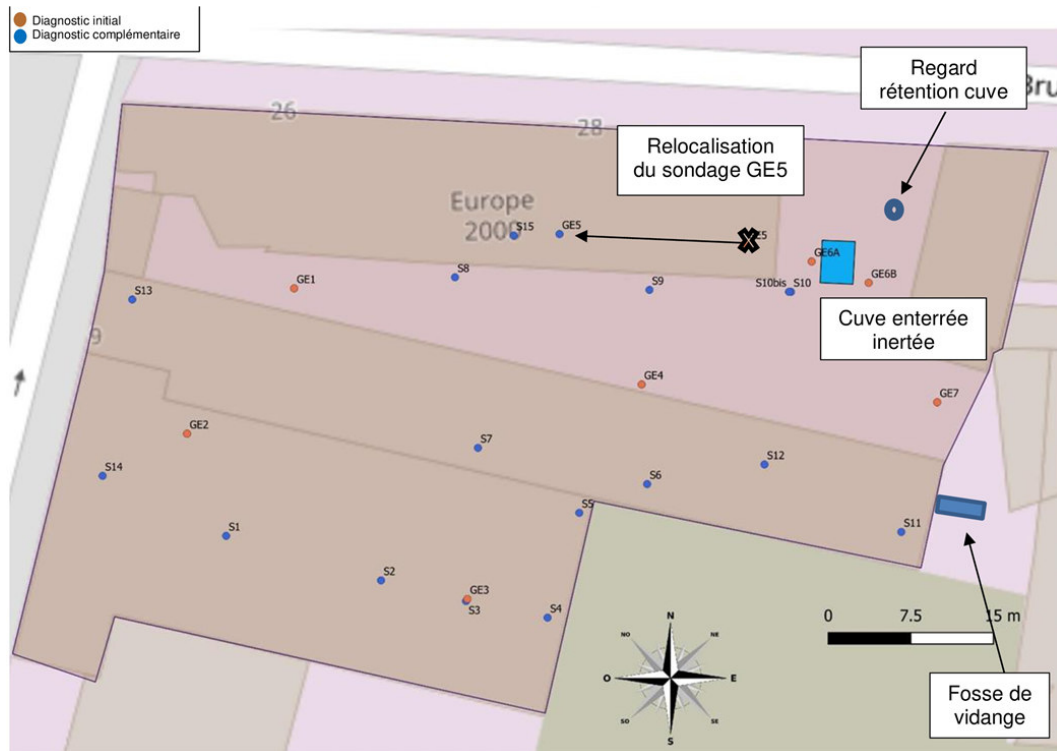 Diagnostic initial
Diagnostic complémentaire
Regard
rétention cuve
Bru
26
28
Relocalisation
du sondage GE5
Europe
2000
S15
GE5
E5
GE6A
GE6B
S8
GE1
S9
S10bis
S10
S13
Cuve enterrée
inertée
9
GE4
GE7
GE2
S7
S12
S14
S6
S5
S1
S11
S2
GE3
S3
S4
N
NO
NE
O
E
SO
SE
S
0
7.5
15 m
Fosse de
vidange